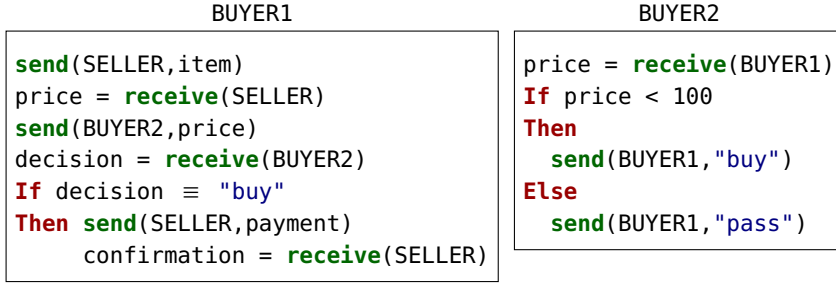 BUYER1
send(SELLER,item)
price = receive(SELLER)
send(BUYER2,price)
decision = receive(BUYER2)
If decision ≡ "buy"
Then send(SELLER,payment)
     confirmation = receive(SELLER)
BUYER2
price = receive(BUYER1)
If price < 100
Then
  send(BUYER1,"buy")
Else
  send(BUYER1,"pass")